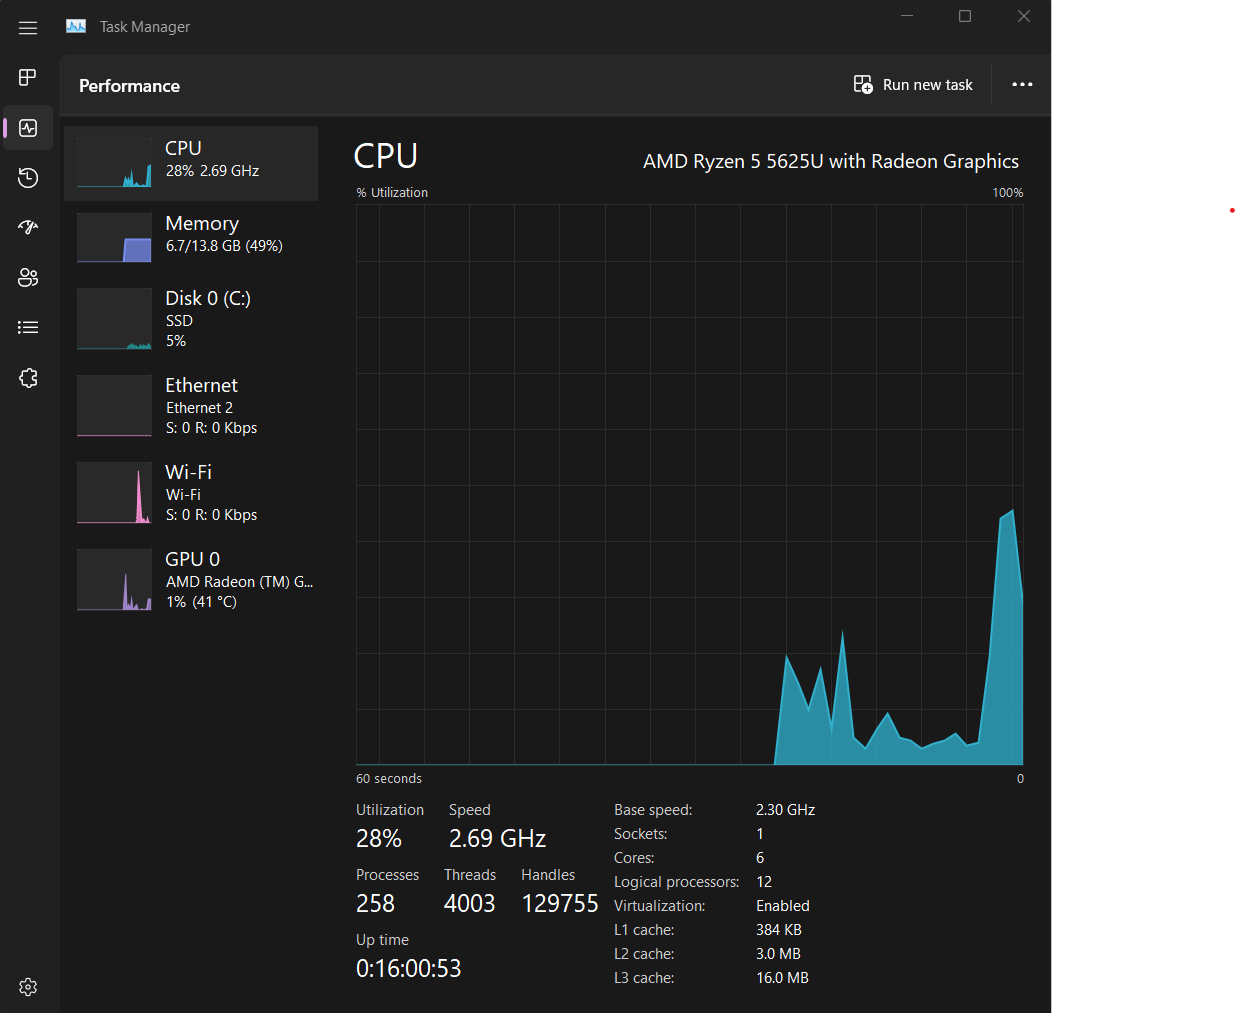 Task Manager
Performance
Run new task
CPU
28% 2.69 GHz
Memory
6.7/13.8 GB (49%)
Disk 0 (C:)
SSD
5%
Ethernet
Ethernet 2
S: 0 R: 0 Kbps
Wi-Fi
Wi-Fi
S: 0 R: 0 Kbps
GPU 0
AMD Radeon (TM) G...
1% (41 °C)
CPU
AMD Ryzen 5 5625U with Radeon Graphics
% Utilization 100%
60 seconds 0
Utilization Speed
28% 2.69 GHz
Processes Threads Handles
258 4003 129755
Up time
0:16:00:53
Base speed: 2.30 GHz
Sockets: 1
Cores: 6
Logical processors: 12
Virtualization: Enabled
L1 cache: 384 KB
L2 cache: 3.0 MB
L3 cache: 16.0 MB